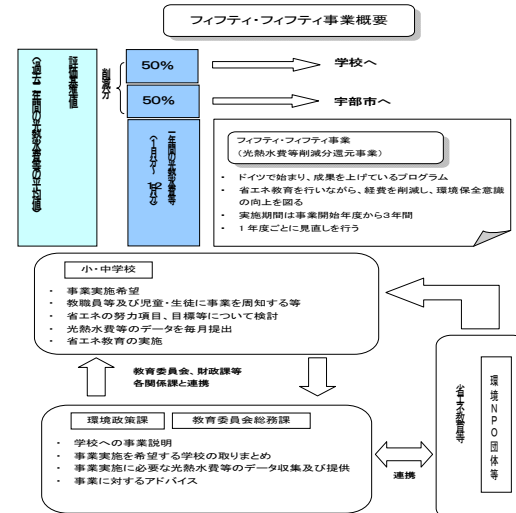 フィフティ・フィフティ事業概要
評価基準値
(過去三年間の光熱水費等の平均値)
削減分
50%
学校へ
50%
宇部市へ
一年間の光熱水費等
(1月分～12月分)
フィフティ・フィフティ事業
(光熱水費等削減分還元事業)
・ ドイツで始まり、成果を上げているプログラム
・ 省エネ教育を行いながら、経費を削減し、環境保全意識
の向上を図る
・ 実施期間は事業開始年度から3年間
・ 1年度ごとに見直しを行う
小・中学校
・ 事業実施希望
・ 教職員等及び児童・生徒に事業を周知する等
・ 省エネの努力項目、目標等について検討
・ 光熱水費等のデータを毎月提出
・ 省エネ教育の実施
教育委員会、財政課等
各関係課と連携
環境政策課
教育委員会総務課
・ 学校への事業説明
・ 事業実施を希望する学校の取りまとめ
・ 事業実施に必要な光熱水費等のデータ収集及び提供
・ 事業に対するアドバイス
連携
省エネ教育等
環境NPO団体等